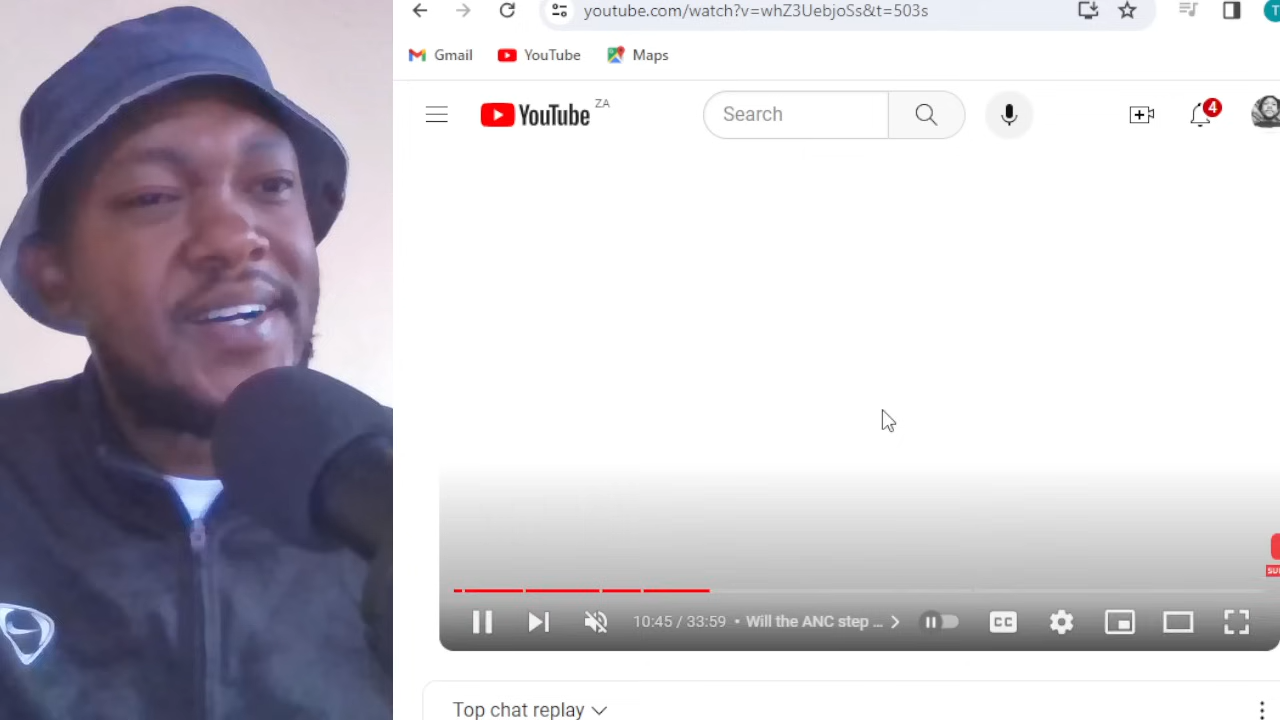 youtube.com/watch?v=whZ3UebjoSs&t=503s
Gmail YouTube Maps
YouTube ZA Search 4
10:45 / 33:59 • Will the ANC step ...
CC
Top chat replay